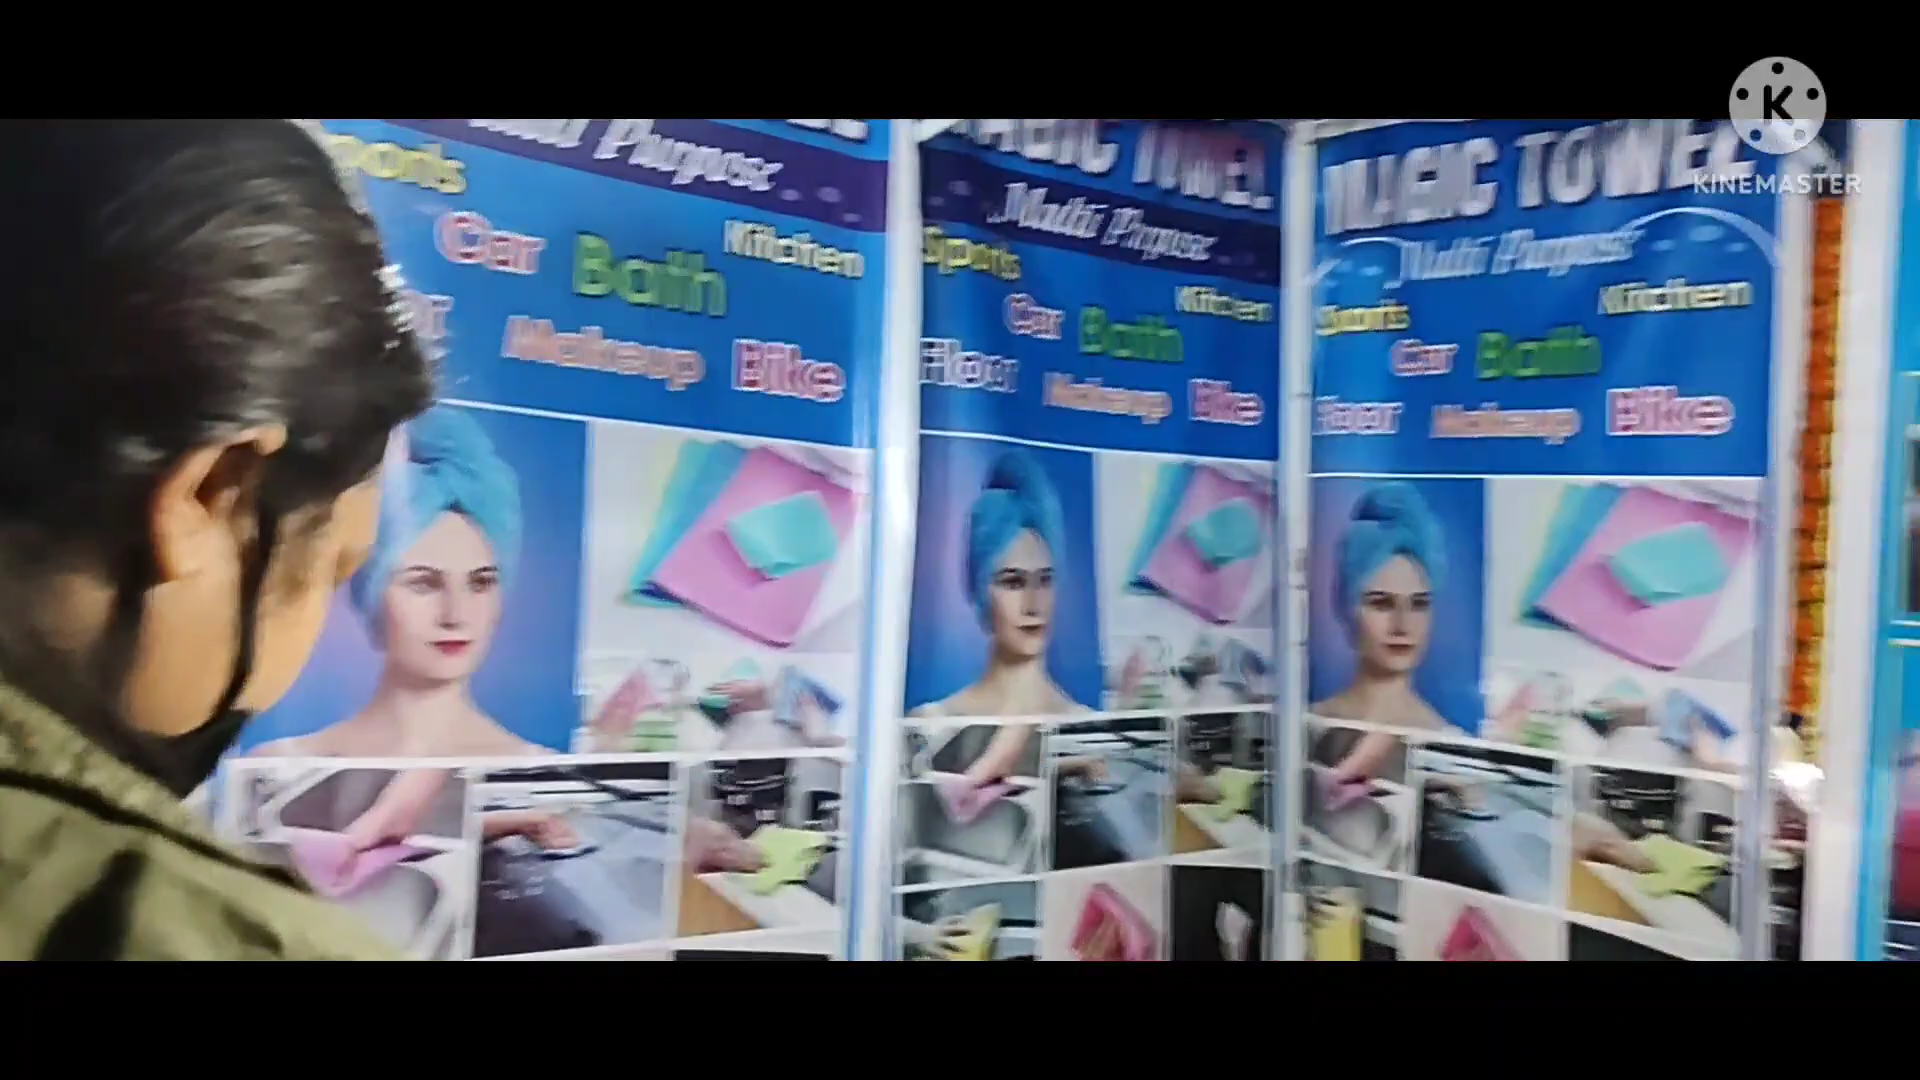 K
KINEMASTER
Multi Purpose
Sports
Car Bath Kitchen
Makeup Bike
MAGIC TOWEL
Multi Purpose
Sports
Car Bath Kitchen
Floor Makeup Bike
MAGIC TOWEL
Multi Purpose
Sports
Car Bath Kitchen
Floor Makeup Bike